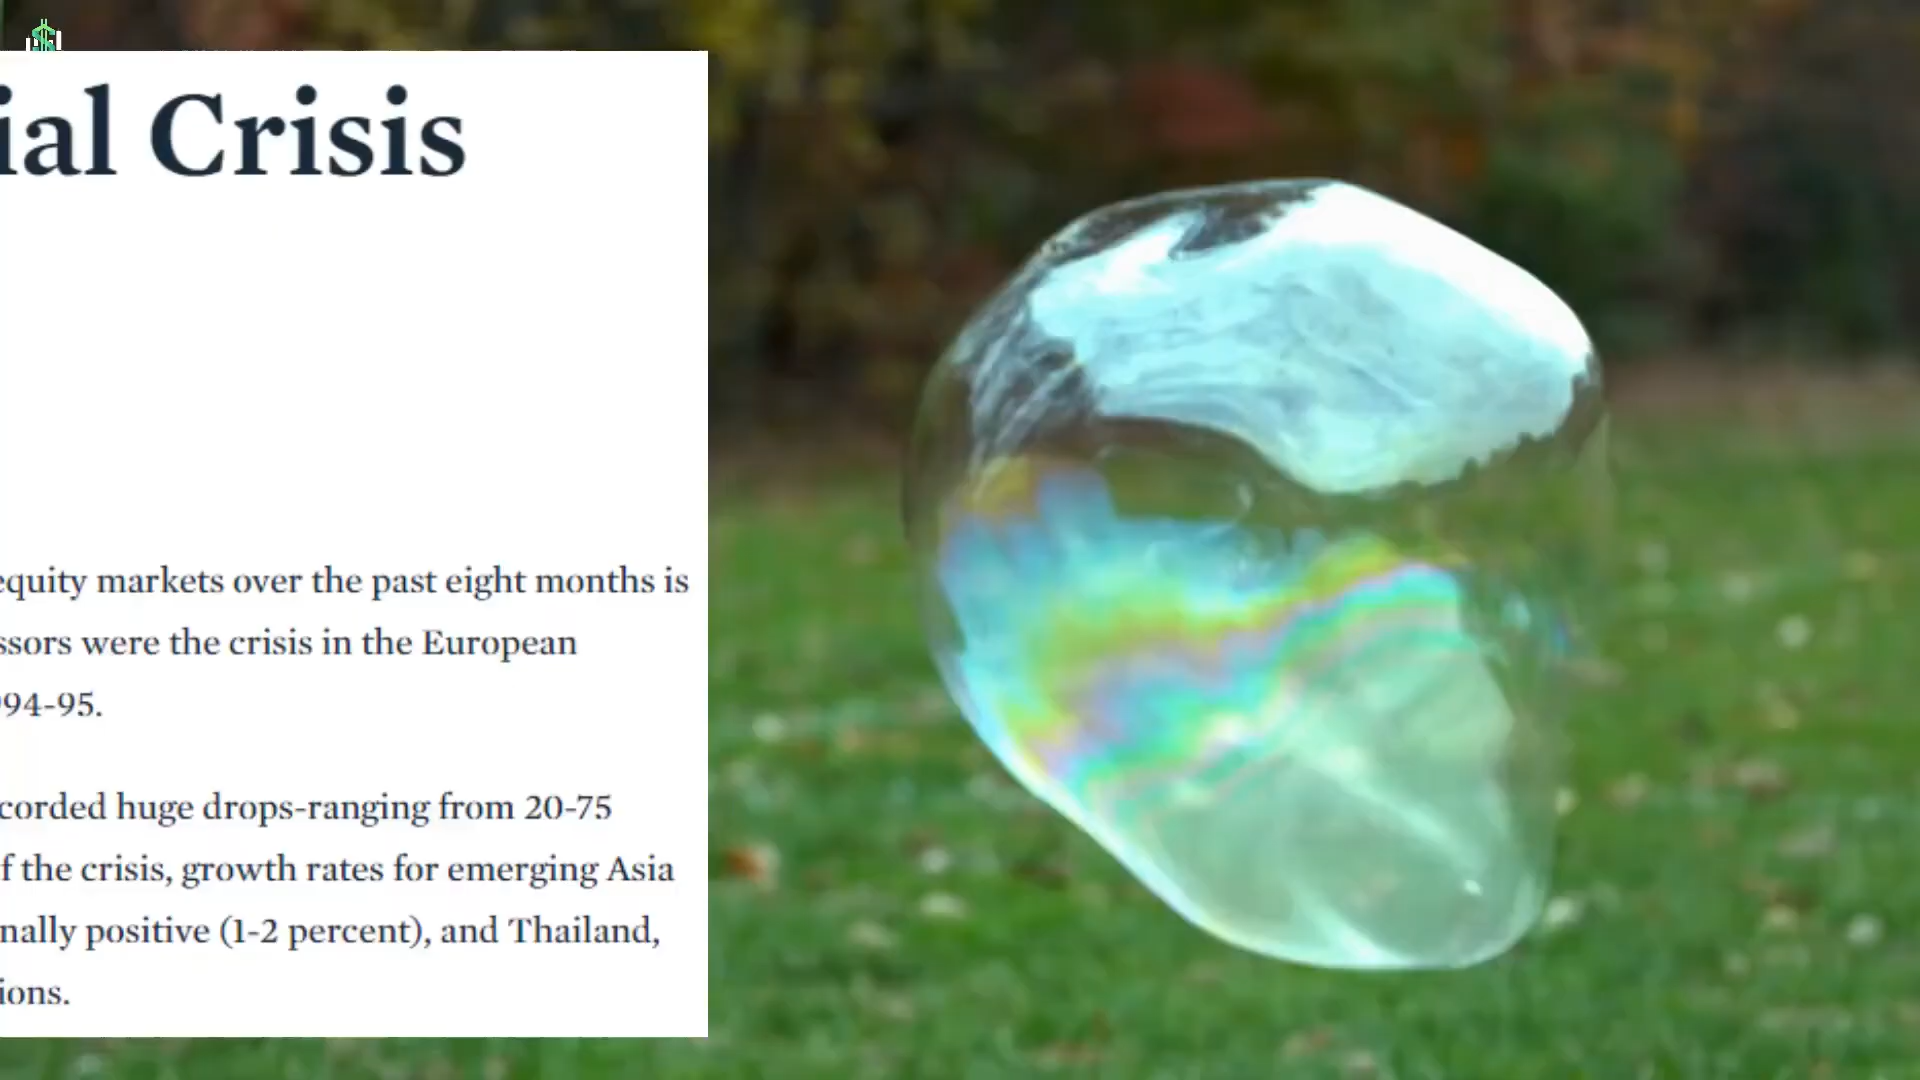 ial Crisis
equity markets over the past eight months is
ssors were the crisis in the European
994-95.
corded huge drops-ranging from 20-75
f the crisis, growth rates for emerging Asia
nally positive (1-2 percent), and Thailand,
ions.